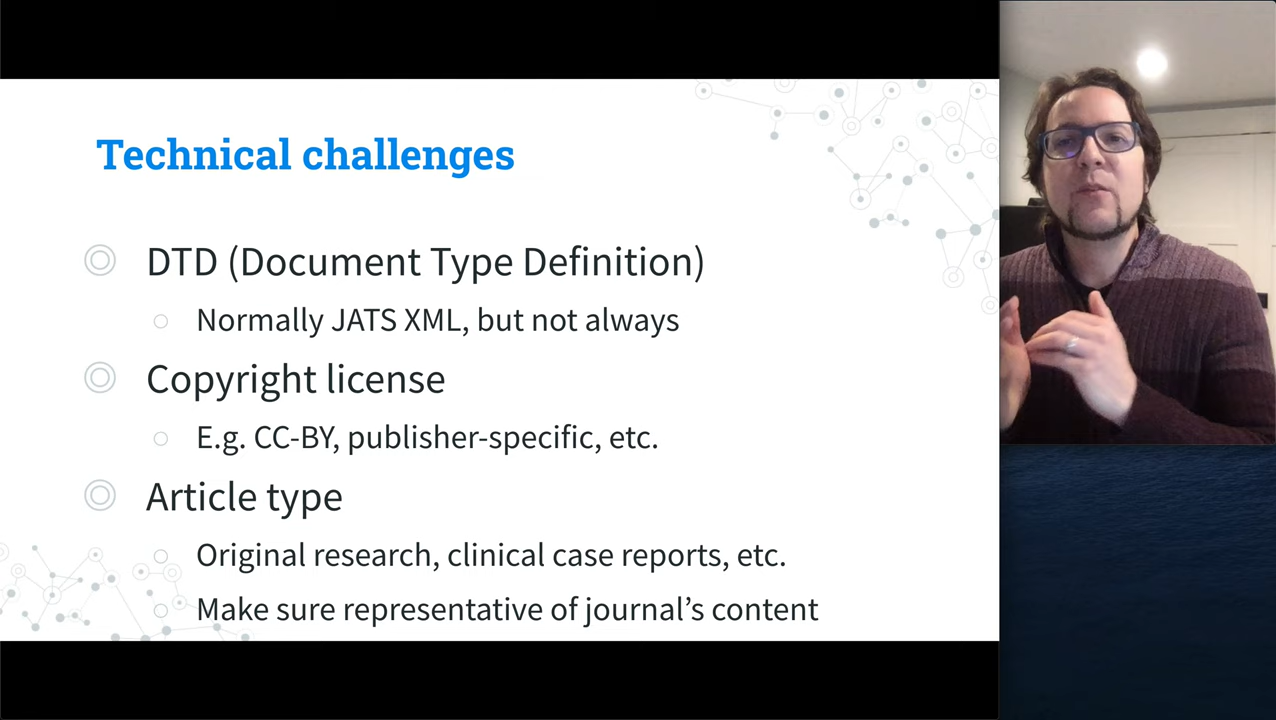 Technical challenges
DTD (Document Type Definition)
Normally JATS XML, but not always
Copyright license
E.g. CC-BY, publisher-specific, etc.
Article type
Original research, clinical case reports, etc.
Make sure representative of journal’s content